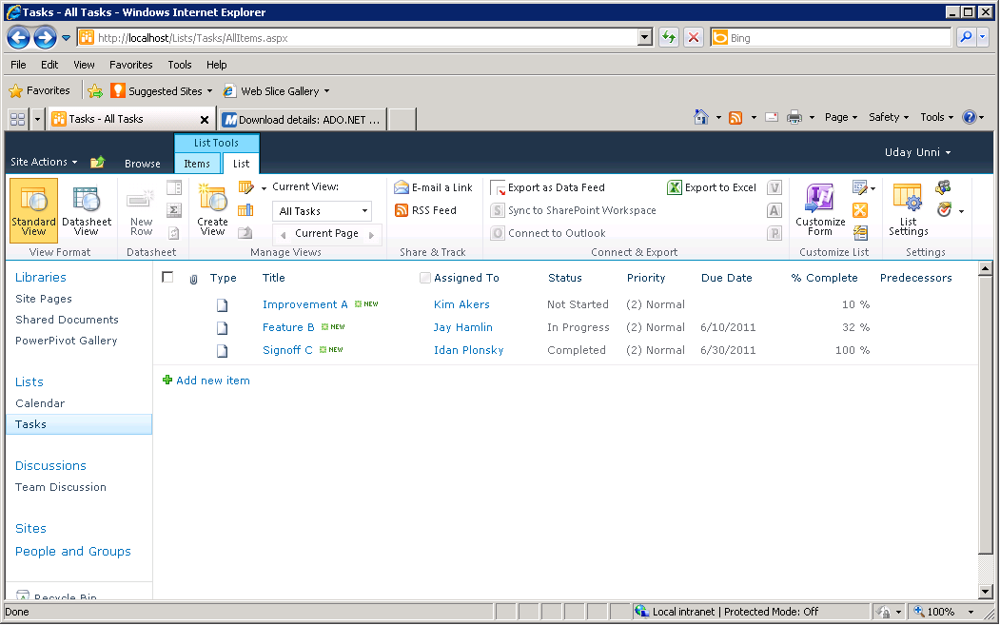 Tasks - All Tasks - Windows Internet Explorer
http://localhost/Lists/Tasks/AllItems.aspx
Bing
File Edit View Favorites Tools Help
Favorites Suggested Sites Web Slice Gallery
Tasks - All Tasks Download details: ADO.NET ... Page Safety Tools
List Tools
Site Actions Browse Items List Uday Unni
Standard View
Datasheet View
View Format
New Row
Datasheet
Create View
Current View:
All Tasks
Current Page
Manage Views
E-mail a Link
RSS Feed
Share & Track
Export as Data Feed
Sync to SharePoint Workspace
Connect to Outlook
Export to Excel
Connect & Export
Customize Form
Customize List
List Settings
Settings
Libraries
Site Pages
Shared Documents
PowerPivot Gallery
Lists
Calendar
Tasks
Discussions
Team Discussion
Sites
People and Groups
Recycle Bin
Type Title Assigned To Status Priority Due Date % Complete Predecessors
Improvement A NEW Kim Akers Not Started (2) Normal 10 %
Feature B NEW Jay Hamlin In Progress (2) Normal 6/10/2011 32 %
Signoff C NEW Idan Plonsky Completed (2) Normal 6/30/2011 100 %
Add new item
Done Local intranet | Protected Mode: Off 100%